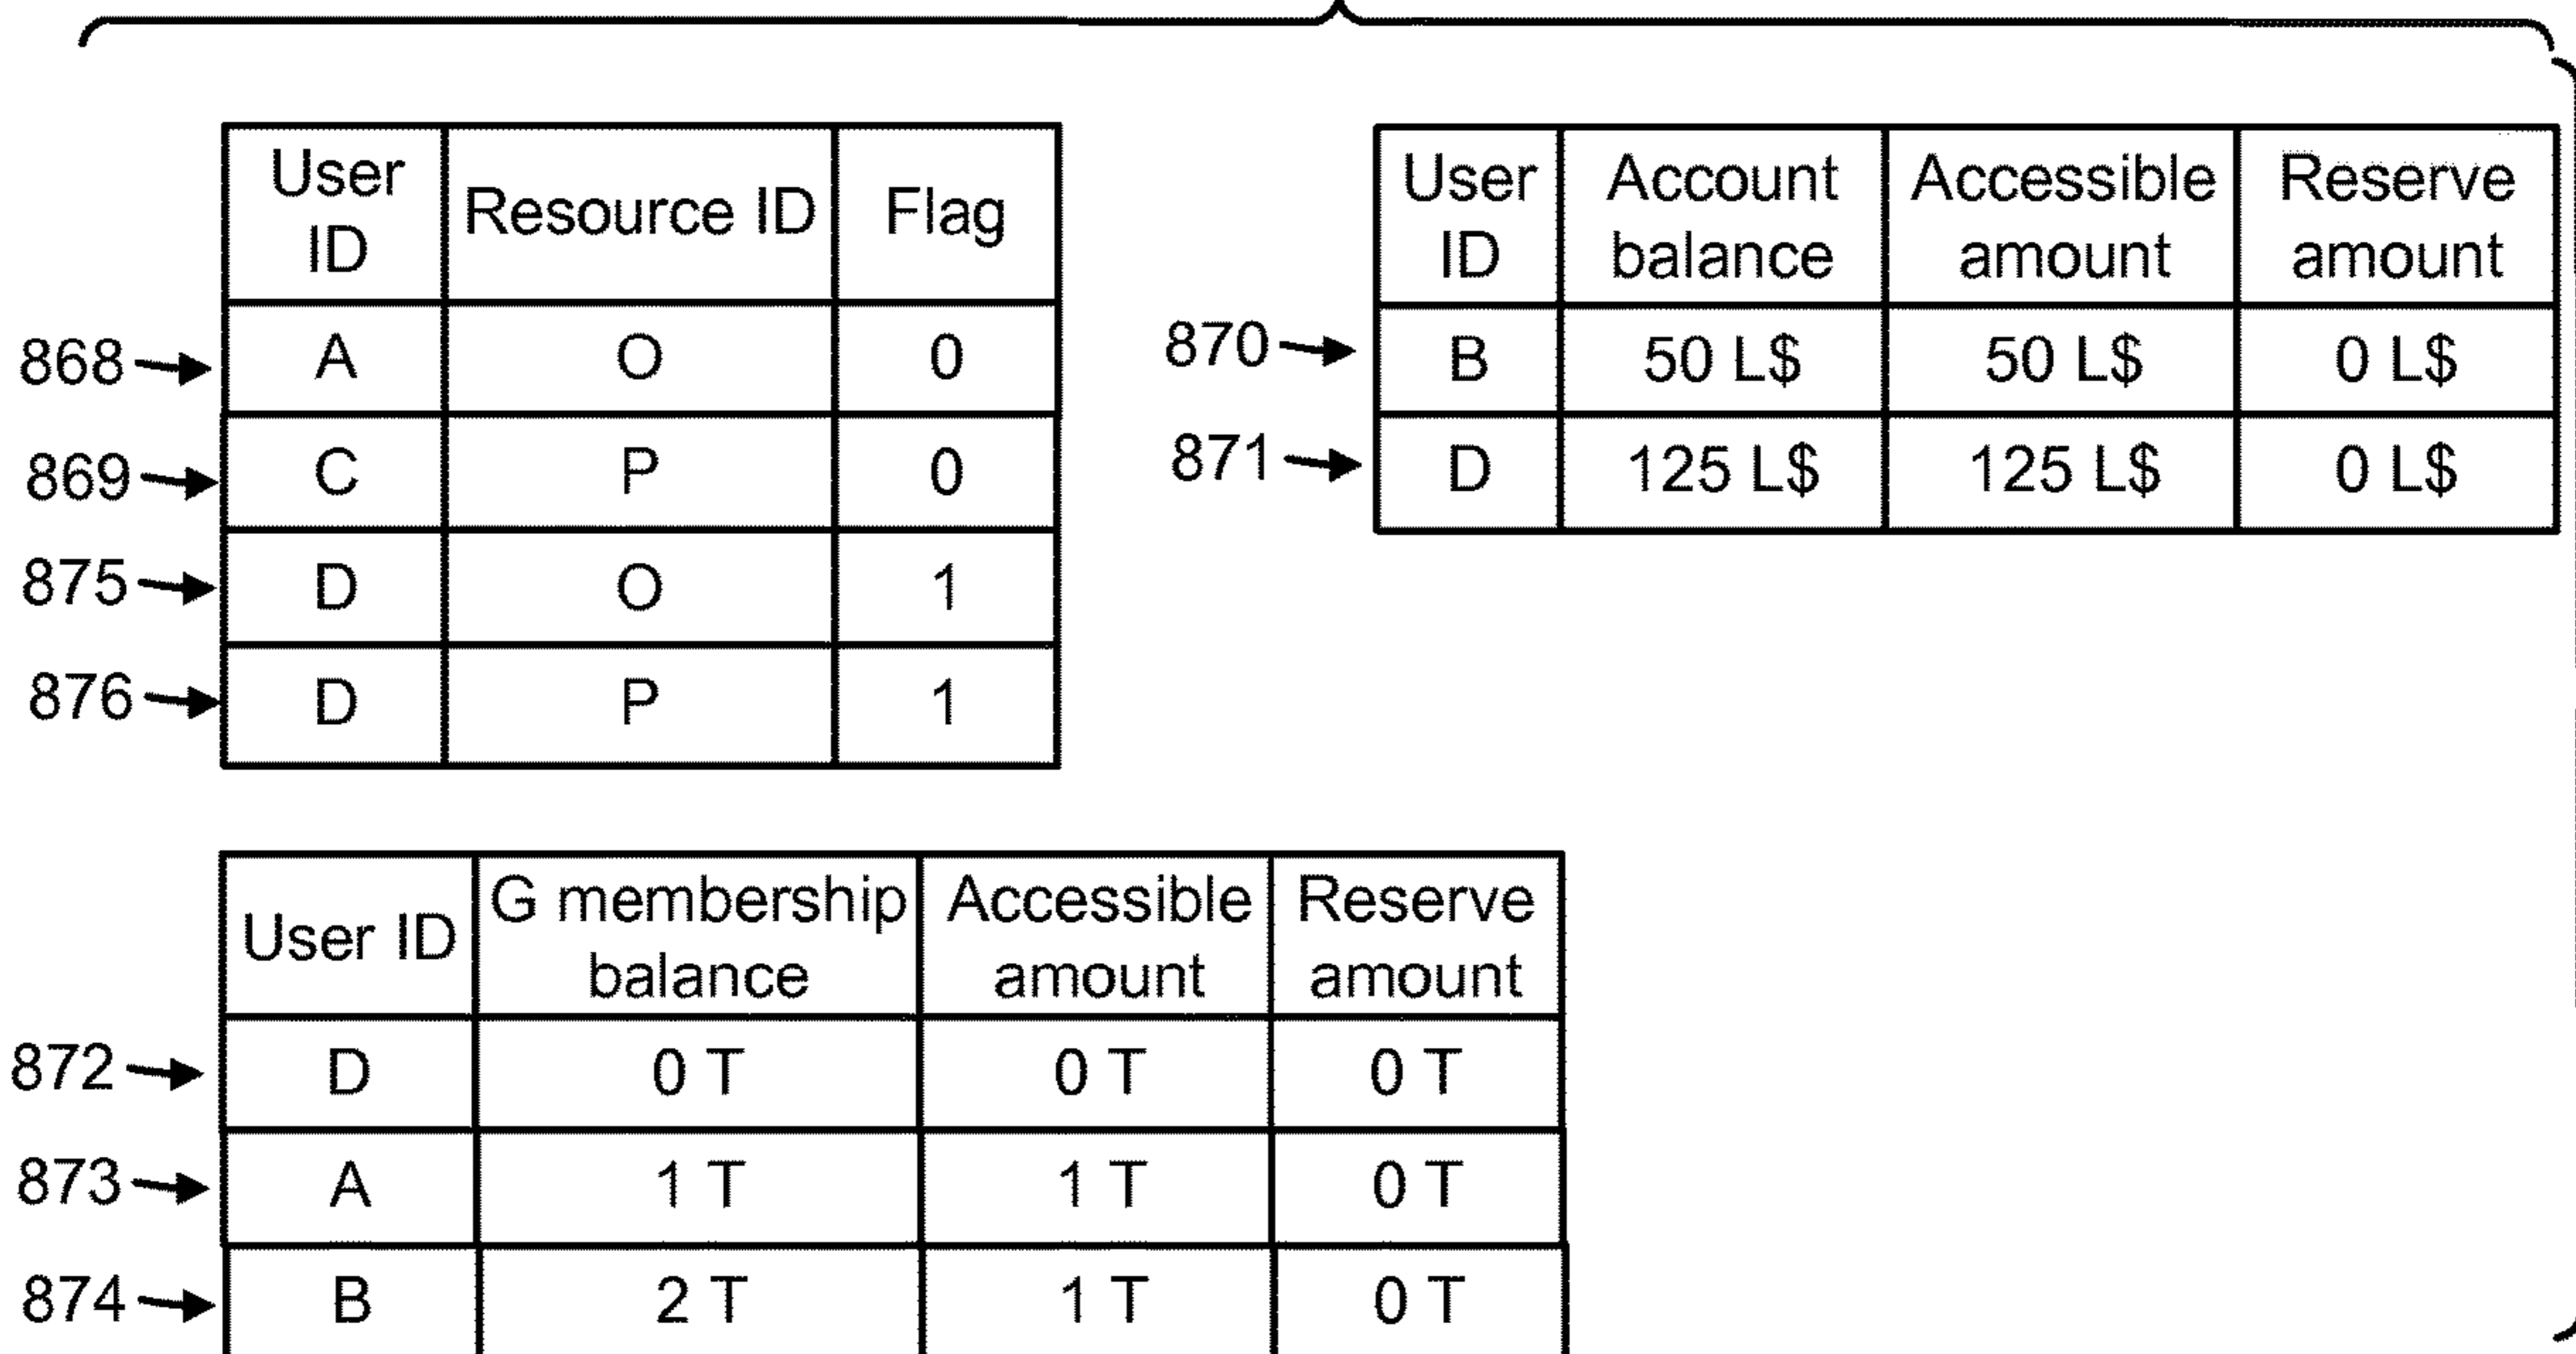 User ID Resource ID Flag
868 A O 0
869 C P 0
875 D O 1
876 D P 1
User ID Account balance Accessible amount Reserve amount
870 B 50 L$ 50 L$ 0 L$
871 D 125 L$ 125 L$ 0 L$
User ID G membership balance Accessible amount Reserve amount
872 D 0 T 0 T 0 T
873 A 1 T 1 T 0 T
874 B 2 T 1 T 0 T